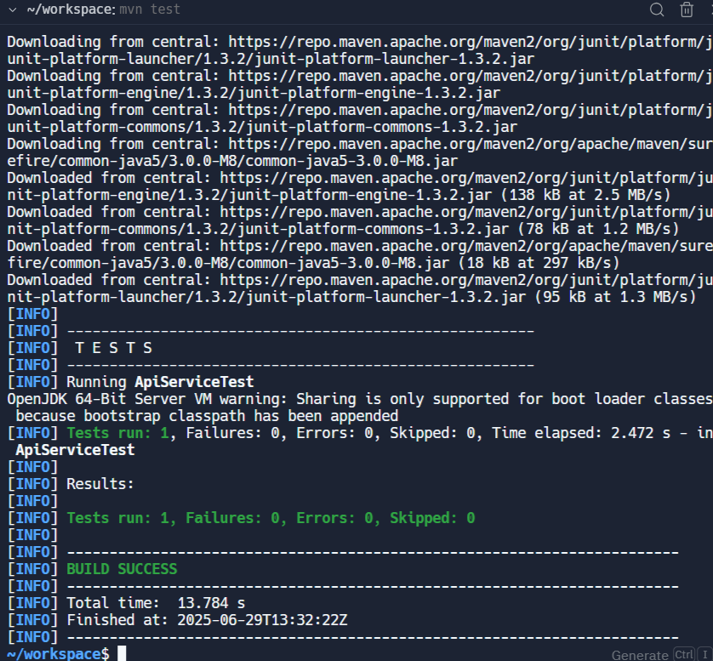 ~/workspace: mvn test
Downloading from central: https://repo.maven.apache.org/maven2/org/junit/platform/j
unit-platform-launcher/1.3.2/junit-platform-launcher-1.3.2.jar
Downloading from central: https://repo.maven.apache.org/maven2/org/junit/platform/j
unit-platform-engine/1.3.2/junit-platform-engine-1.3.2.jar
Downloading from central: https://repo.maven.apache.org/maven2/org/junit/platform/j
unit-platform-commons/1.3.2/junit-platform-commons-1.3.2.jar
Downloading from central: https://repo.maven.apache.org/maven2/org/apache/maven/sur
efire/common-java5/3.0.0-M8/common-java5-3.0.0-M8.jar
Downloaded from central: https://repo.maven.apache.org/maven2/org/junit/platform/ju
nit-platform-engine/1.3.2/junit-platform-engine-1.3.2.jar (138 kB at 2.5 MB/s)
Downloaded from central: https://repo.maven.apache.org/maven2/org/junit/platform/ju
nit-platform-commons/1.3.2/junit-platform-commons-1.3.2.jar (78 kB at 1.2 MB/s)
Downloaded from central: https://repo.maven.apache.org/maven2/org/apache/maven/sure
fire/common-java5/3.0.0-M8/common-java5-3.0.0-M8.jar (18 kB at 297 kB/s)
Downloaded from central: https://repo.maven.apache.org/maven2/org/junit/platform/ju
nit-platform-launcher/1.3.2/junit-platform-launcher-1.3.2.jar (95 kB at 1.3 MB/s)
[INFO]
[INFO] -------------------------------------------------------
[INFO]  T E S T S
[INFO] -------------------------------------------------------
[INFO] Running ApiServiceTest
OpenJDK 64-Bit Server VM warning: Sharing is only supported for boot loader classes
 because bootstrap classpath has been appended
[INFO] Tests run: 1, Failures: 0, Errors: 0, Skipped: 0, Time elapsed: 2.472 s - in
 ApiServiceTest
[INFO]
[INFO] Results:
[INFO]
[INFO] Tests run: 1, Failures: 0, Errors: 0, Skipped: 0
[INFO]
[INFO] ------------------------------------------------------------------------
[INFO] BUILD SUCCESS
[INFO] ------------------------------------------------------------------------
[INFO] Total time:  13.784 s
[INFO] Finished at: 2025-06-29T13:32:22Z
[INFO] ------------------------------------------------------------------------
~/workspace$
Generate Ctrl I